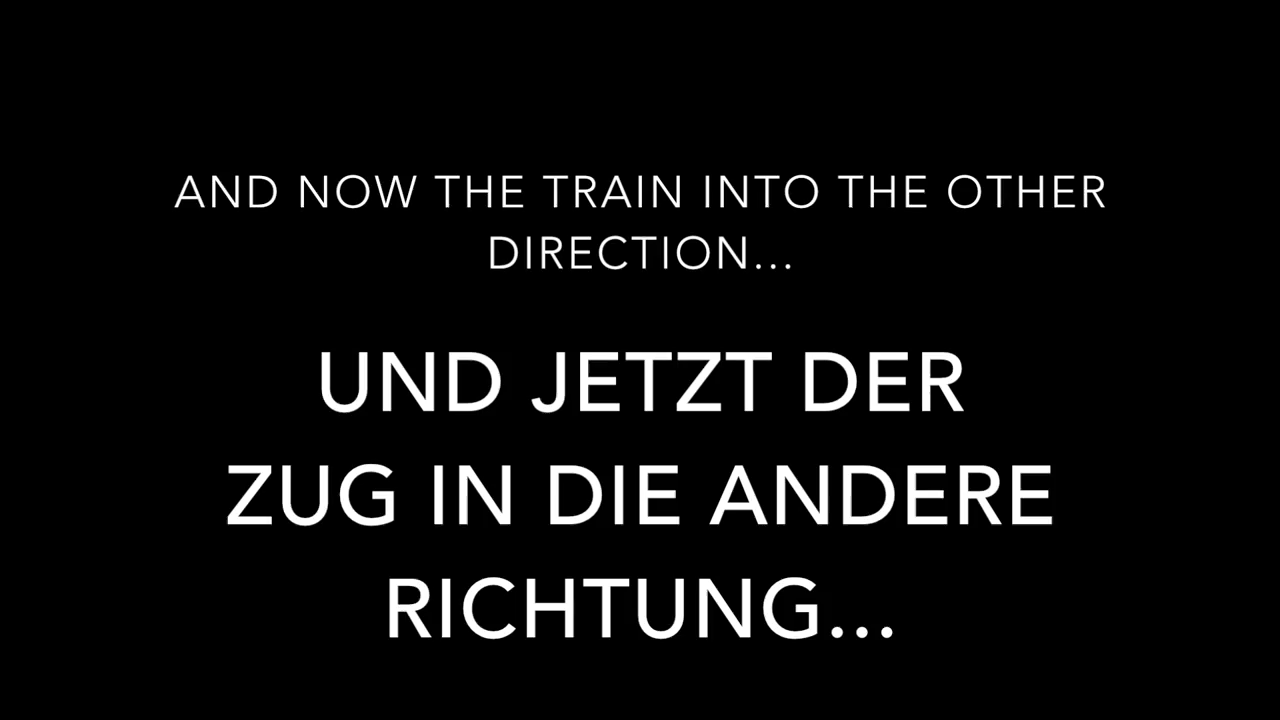 AND NOW THE TRAIN INTO THE OTHER
DIRECTION...
UND JETZT DER
ZUG IN DIE ANDERE
RICHTUNG...